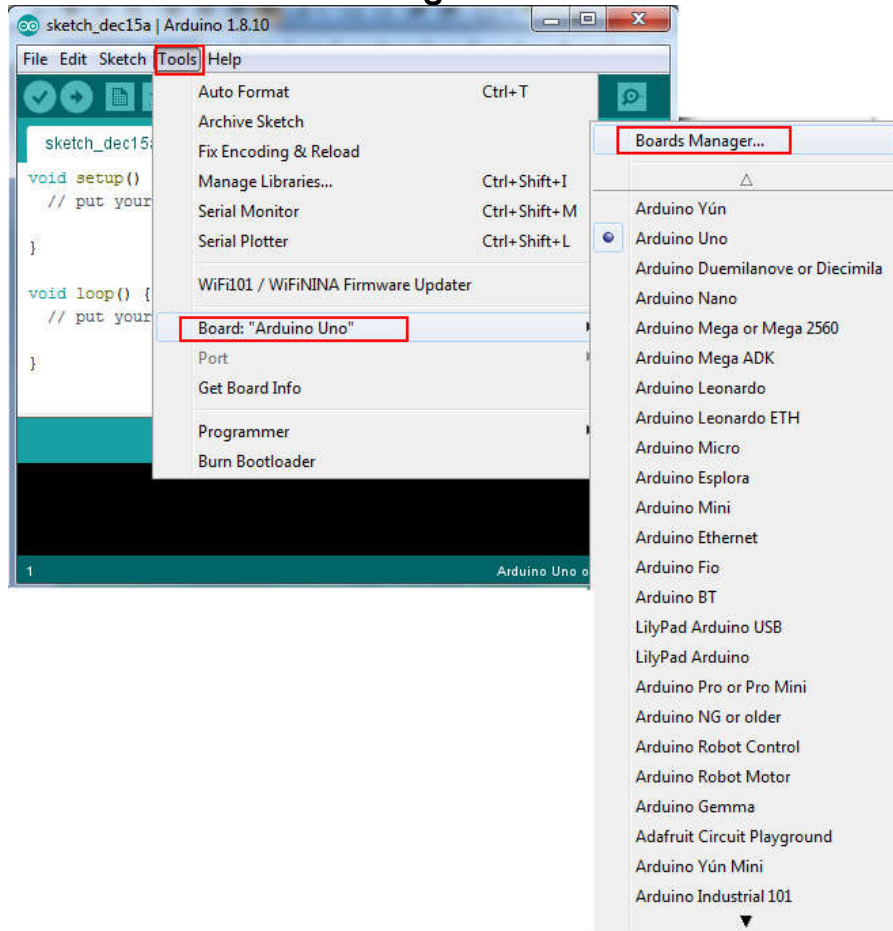 sketch_dec15a | Arduino 1.8.10
File Edit Sketch Tools Help
sketch_dec15a
void setup()
// put your
}
void loop() {
// put your
}
Auto Format Ctrl+T
Archive Sketch
Fix Encoding & Reload
Manage Libraries... Ctrl+Shift+I
Serial Monitor Ctrl+Shift+M
Serial Plotter Ctrl+Shift+L
WiFi101 / WiFiNINA Firmware Updater
Board: "Arduino Uno"
Port
Get Board Info
Programmer
Burn Bootloader
1 Arduino Uno o
Boards Manager...
Arduino Yún
Arduino Uno
Arduino Duemilanove or Diecimila
Arduino Nano
Arduino Mega or Mega 2560
Arduino Mega ADK
Arduino Leonardo
Arduino Leonardo ETH
Arduino Micro
Arduino Esplora
Arduino Mini
Arduino Ethernet
Arduino Fio
Arduino BT
LilyPad Arduino USB
LilyPad Arduino
Arduino Pro or Pro Mini
Arduino NG or older
Arduino Robot Control
Arduino Robot Motor
Arduino Gemma
Adafruit Circuit Playground
Arduino Yún Mini
Arduino Industrial 101